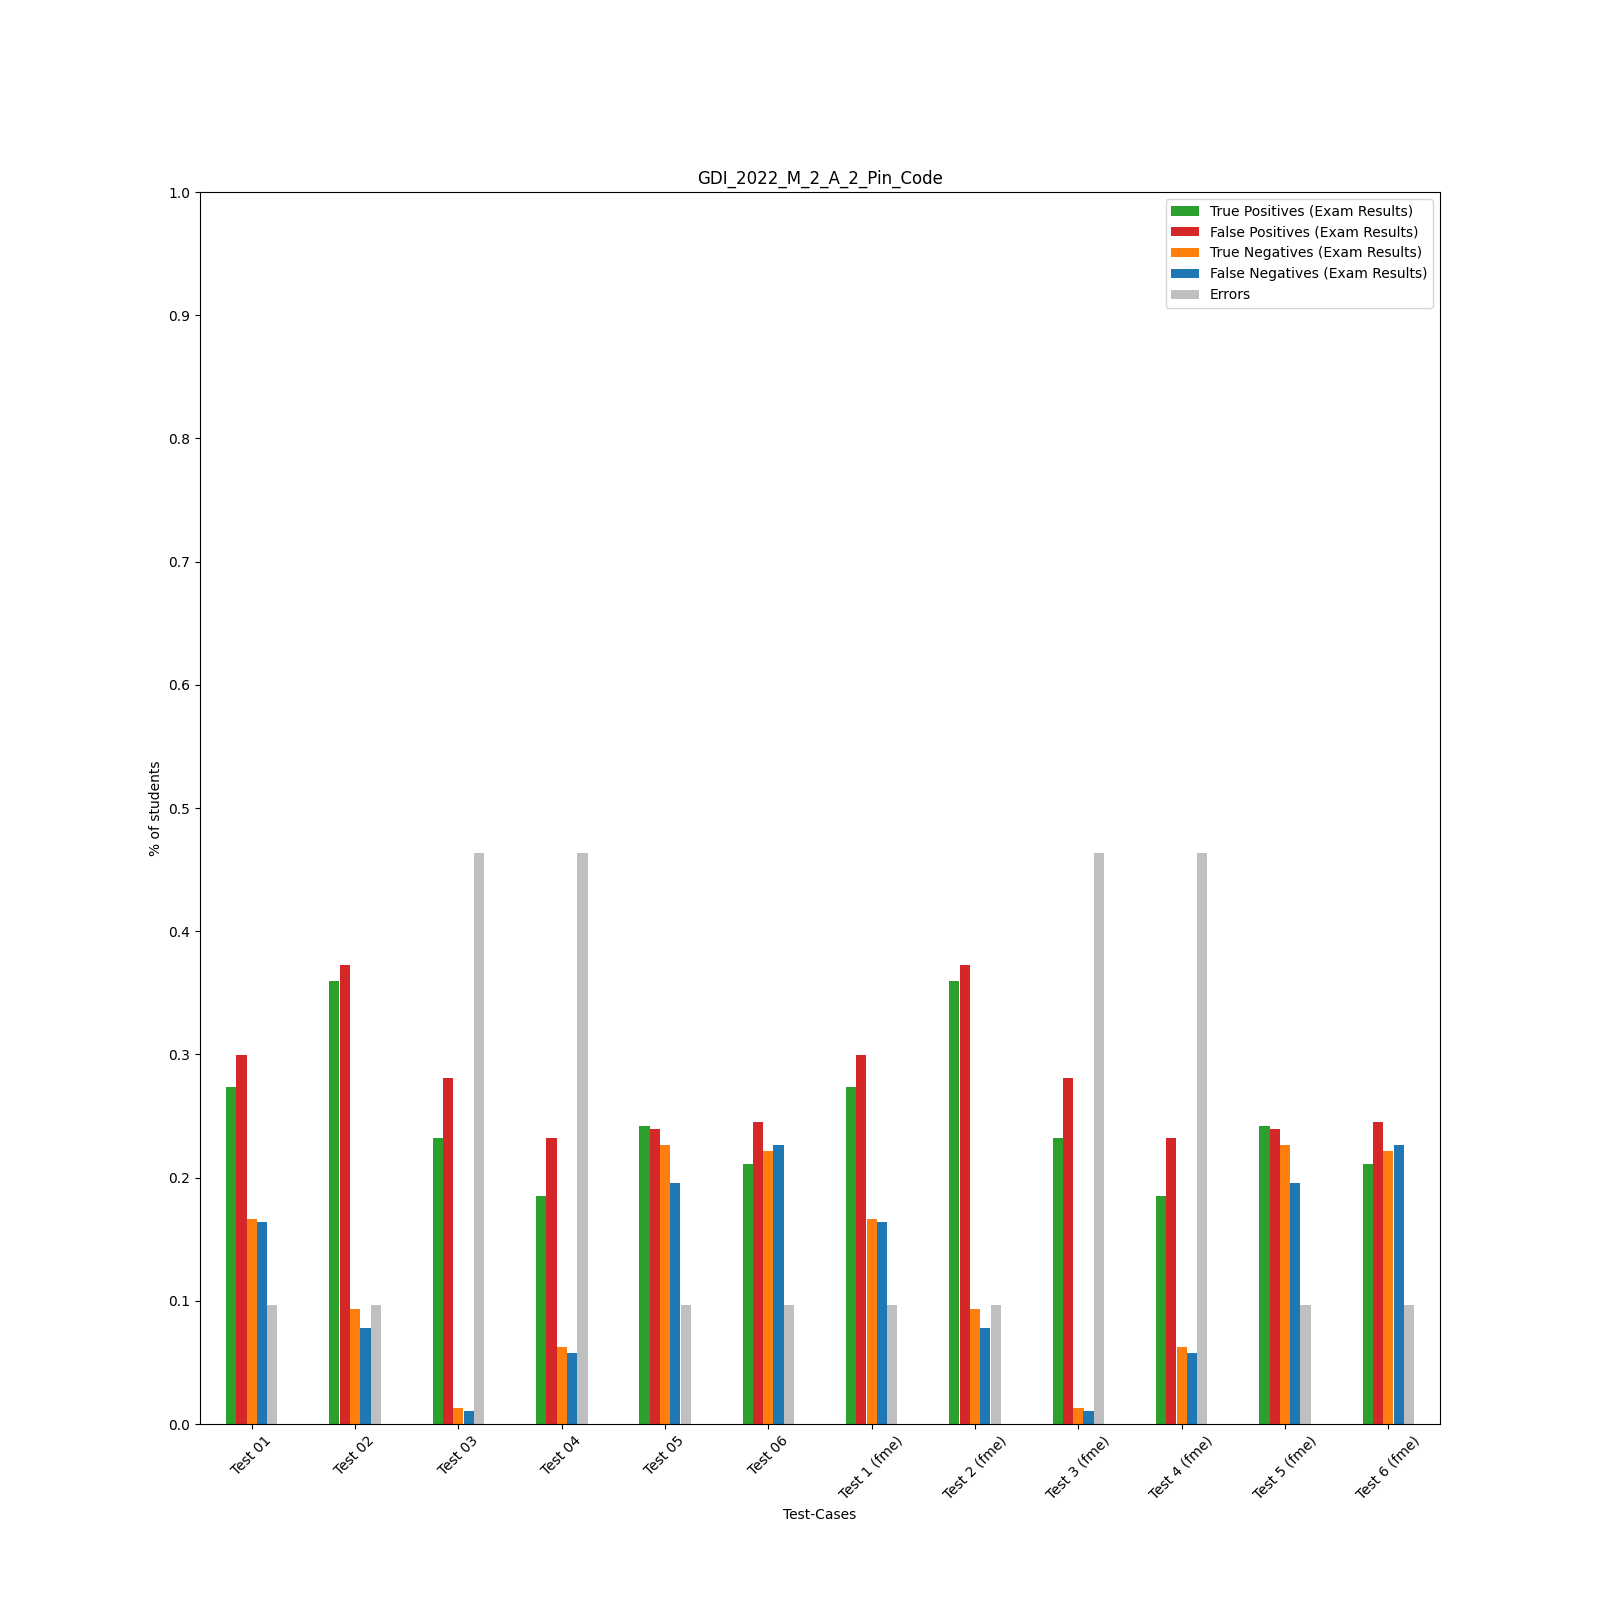 GDI_2022_M_2_A_2_Pin_Code
True Positives (Exam Results)
False Positives (Exam Results)
True Negatives (Exam Results)
False Negatives (Exam Results)
Errors
% of students
1.0
0.9
0.8
0.7
0.6
0.5
0.4
0.3
0.2
0.1
0.0
Test 01
Test 02
Test 03
Test 04
Test 05
Test 06
Test 1 (fme)
Test 2 (fme)
Test 3 (fme)
Test 4 (fme)
Test 5 (fme)
Test 6 (fme)
Test-Cases